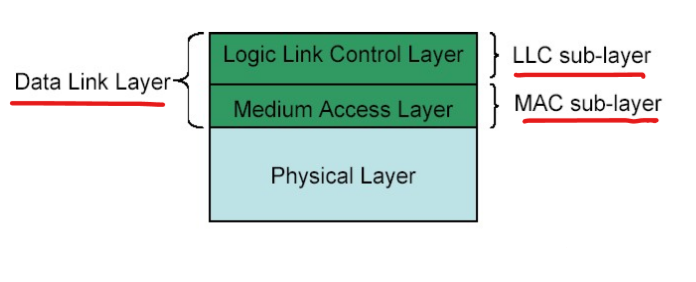 Logic Link Control Layer
LLC sub-layer
Data Link Layer
Medium Access Layer
MAC sub-layer
Physical Layer